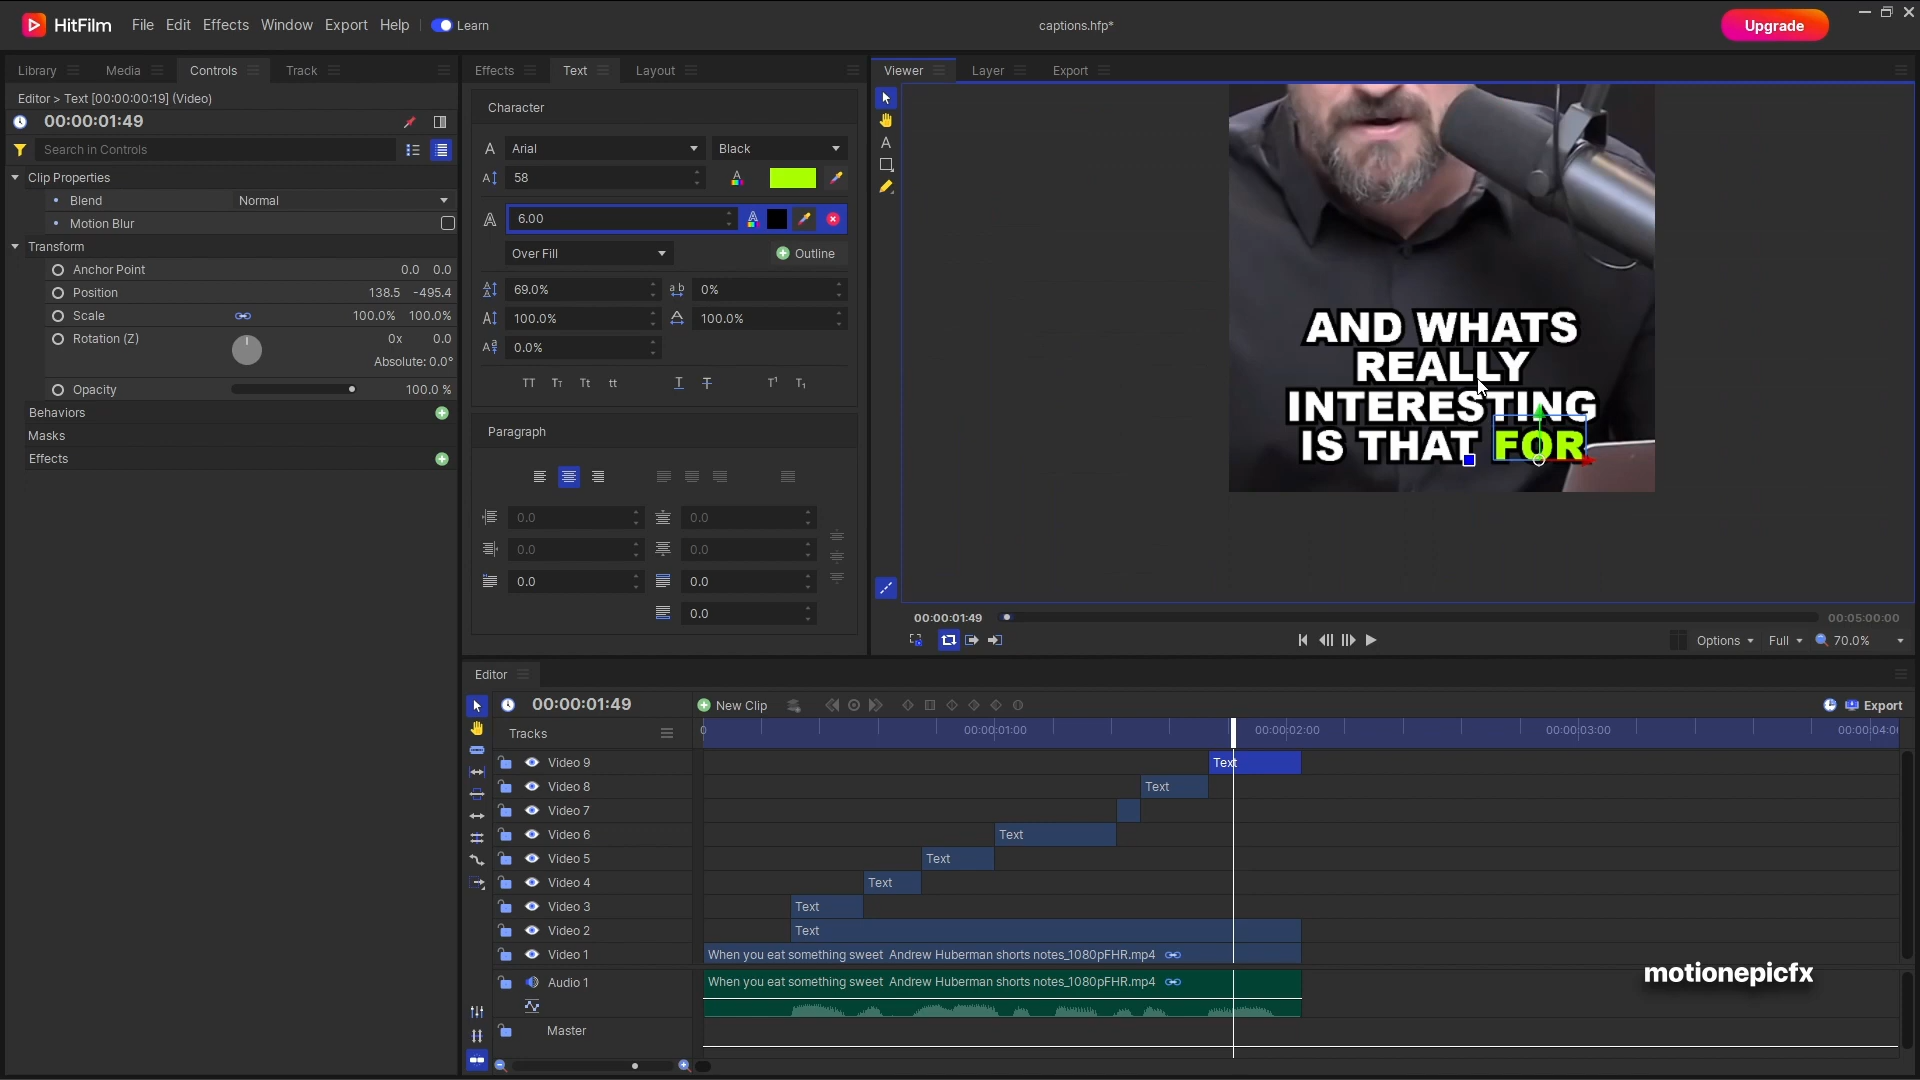 HitFilm File Edit Effects Window Export Help Learn captions.hfp* Upgrade
Library Media Controls Track
Editor > Text [00:00:00:19] (Video)
00:00:01:49
Search in Controls
Clip Properties
Blend Normal
Motion Blur
Transform
Anchor Point 0.0 0.0
Position 138.5 -495.4
Scale 100.0% 100.0%
Rotation (Z) 0x 0.0
Absolute: 0.0°
Opacity 100.0 %
Behaviors
Masks
Effects
Effects Text Layout
Character
Arial Black
58
6.00
Over Fill Outline
69.0% 0%
100.0% 100.0%
0.0%
TT Tt Tt tt T T T¹ T₁
Paragraph
0.0 0.0
0.0 0.0
0.0 0.0
0.0
Viewer Layer Export
AND WHATS
REALLY
INTERESTING
IS THAT FOR
00:00:01:49 00:05:00:00
Options Full 70.0%
Editor
00:00:01:49 New Clip Export
Tracks 0 00:00:01:00 00:00:02:00 00:00:03:00 00:00:04:0
Video 9 Text
Video 8 Text
Video 7
Video 6 Text
Video 5 Text
Video 4 Text
Video 3 Text
Video 2 Text
Video 1 When you eat something sweet Andrew Huberman shorts notes_1080pFHR.mp4
Audio 1 When you eat something sweet Andrew Huberman shorts notes_1080pFHR.mp4
Master
motionepicfx